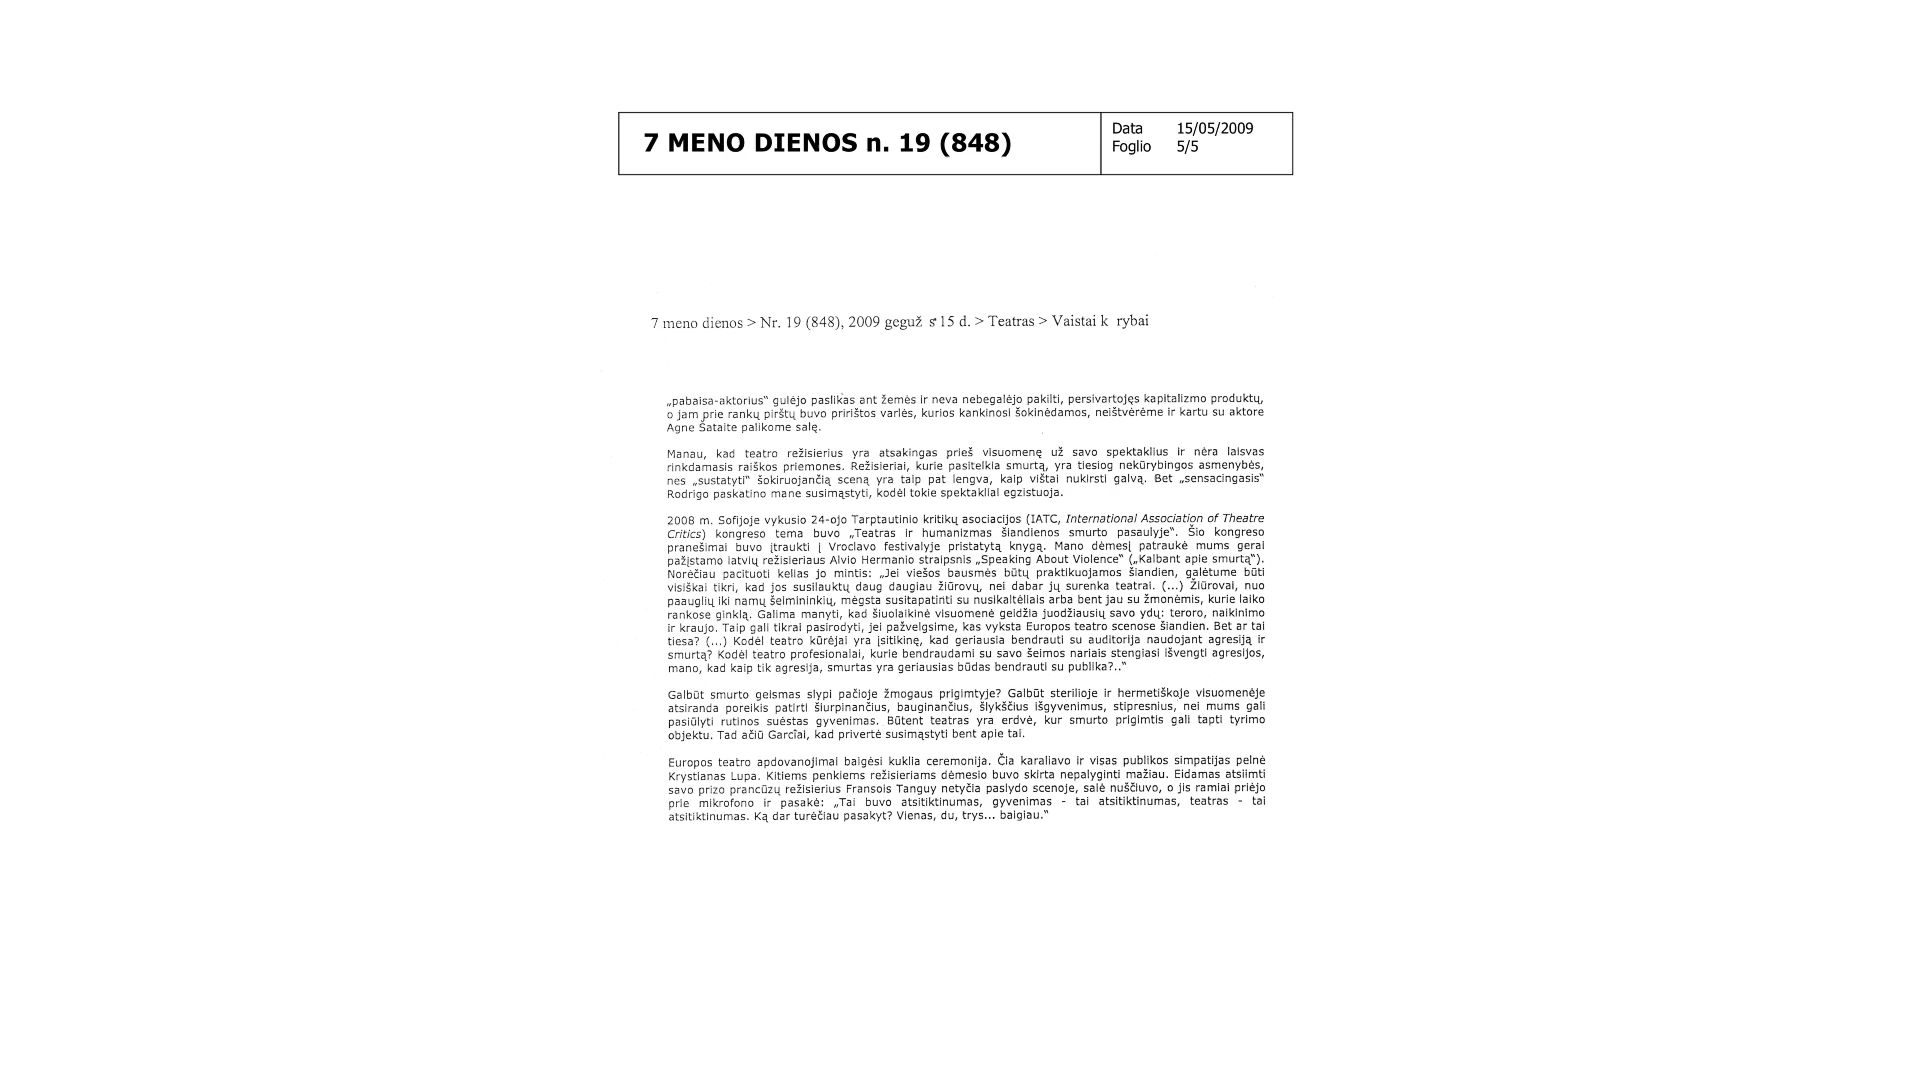 7 MENO DIENOS n. 19 (848)
Data 15/05/2009
Foglio 5/5
7 meno dienos > Nr. 19 (848), 2009 geguž s 15 d. > Teatras > Vaistai k rybai
„pabaisa-aktorius“ gulėjo paslikas ant žemės ir neva nebegalėjo pakilti, persivartojęs kapitalizmo produktų,
o jam prie rankų pirštų buvo pririštos varlės, kurios kankinosi šokinėdamos, neištvėrėme ir kartu su aktore
Agne Šataite palikome salę.
Manau, kad teatro režisierius yra atsakingas prieš visuomenę už savo spektaklius ir nėra laisvas
rinkdamasis raiškos priemones. Režisieriai, kurie pasitelkia smurtą, yra tiesiog nekūrybingos asmenybės,
nes „sustatyti“ šokiruojančią sceną yra taip pat lengva, kaip vištai nukirsti galvą. Bet „sensacingasis“
Rodrigo paskatino mane susimąstyti, kodėl tokie spektakliai egzistuoja.
2008 m. Sofijoje vykusio 24-ojo Tarptautinio kritikų asociacijos (IATC, International Association of Theatre
Critics) kongreso tema buvo „Teatras ir humanizmas šiandienos smurto pasaulyje“. Šio kongreso
pranešimai buvo įtraukti į Vroclavo festivalyje pristatytą knygą. Mano dėmesį patraukė mums gerai
pažįstamo latvių režisieriaus Alvio Hermanio straipsnis „Speaking About Violence“ („Kalbant apie smurtą“).
Norėčiau pacituoti kelias jo mintis: „Jei viešos bausmės būtų praktikuojamos šiandien, galėtume būti
visiškai tikri, kad jos susilauktų daug daugiau žiūrovų, nei dabar jų surenka teatrai. (...) Žiūrovai, nuo
paauglių iki namų šeimininkių, mėgsta susitapatinti su nusikaltėliais arba bent jau su žmonėmis, kurie laiko
rankose ginklą. Galima manyti, kad šiuolaikinė visuomenė geidžia juodžiausių savo ydų: teroro, naikinimo
ir kraujo. Taip gali tikrai pasirodyti, jei pažvelgsime, kas vyksta Europos teatro scenose šiandien. Bet ar tai
tiesa? (...) Kodėl teatro kūrėjai yra įsitikinę, kad geriausia bendrauti su auditorija naudojant agresiją ir
smurtą? Kodėl teatro profesionalai, kurie bendraudami su savo šeimos nariais stengiasi išvengti agresijos,
mano, kad kaip tik agresija, smurtas yra geriausias būdas bendrauti su publika?..“
Galbūt smurto geismas slypi pačioje žmogaus prigimtyje? Galbūt sterilioje ir hermetiškoje visuomenėje
atsiranda poreikis patirti šiurpinančius, bauginančius, šlykščius išgyvenimus, stipresnius, nei mums gali
pasiūlyti rutinos suėstas gyvenimas. Būtent teatras yra erdvė, kur smurto prigimtis gali tapti tyrimo
objektu. Tad ačiū Garcíai, kad privertė susimąstyti bent apie tai.
Europos teatro apdovanojimai baigėsi kuklia ceremonija. Čia karaliavo ir visas publikos simpatijas pelnė
Krystianas Lupa. Kitiems penkiems režisieriams dėmesio buvo skirta nepalyginti mažiau. Eidamas atsiimti
savo prizo prancūzų režisierius Fransois Tanguy netyčia paslydo scenoje, salė nuščiuvo, o jis ramiai priėjo
prie mikrofono ir pasakė: „Tai buvo atsitiktinumas, gyvenimas - tai atsitiktinumas, teatras - tai
atsitiktinumas. Ką dar turėčiau pasakyt? Vienas, du, trys... baigiau.“